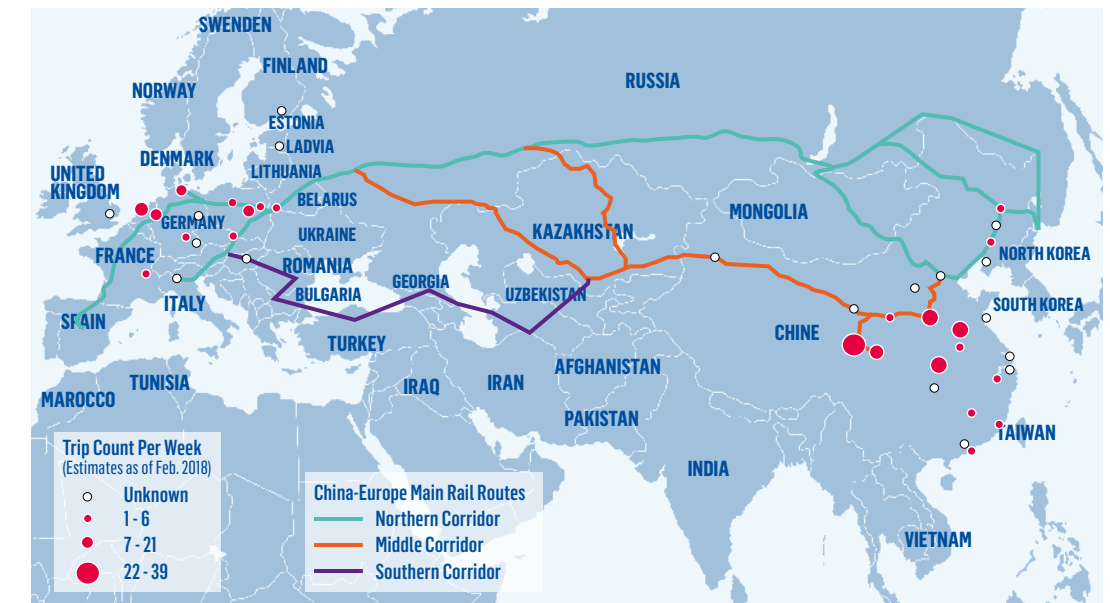 SWENDEN
FINLAND
RUSSIA
NORWAY
ESTONIA
LADVIA
DENMARK
LITHUANIA
UNITED
KINGDOM
BELARUS
MONGOLIA
GERMANY
UKRAINE
KAZAKHSTAN
FRANCE
NORTH KOREA
ROMANIA
GEORGIA
BULGARIA
UZBEKISTAN
ITALY
SOUTH KOREA
SPAIN
CHINE
TURKEY
AFGHANISTAN
TUNISIA
IRAQ
IRAN
MAROCCO
PAKISTAN
TAIWAN
INDIA
VIETNAM
Trip Count Per Week
(Estimates as of Feb. 2018)
Unknown
1 - 6
7 - 21
22 - 39
China-Europe Main Rail Routes
Northern Corridor
Middle Corridor
Southern Corridor